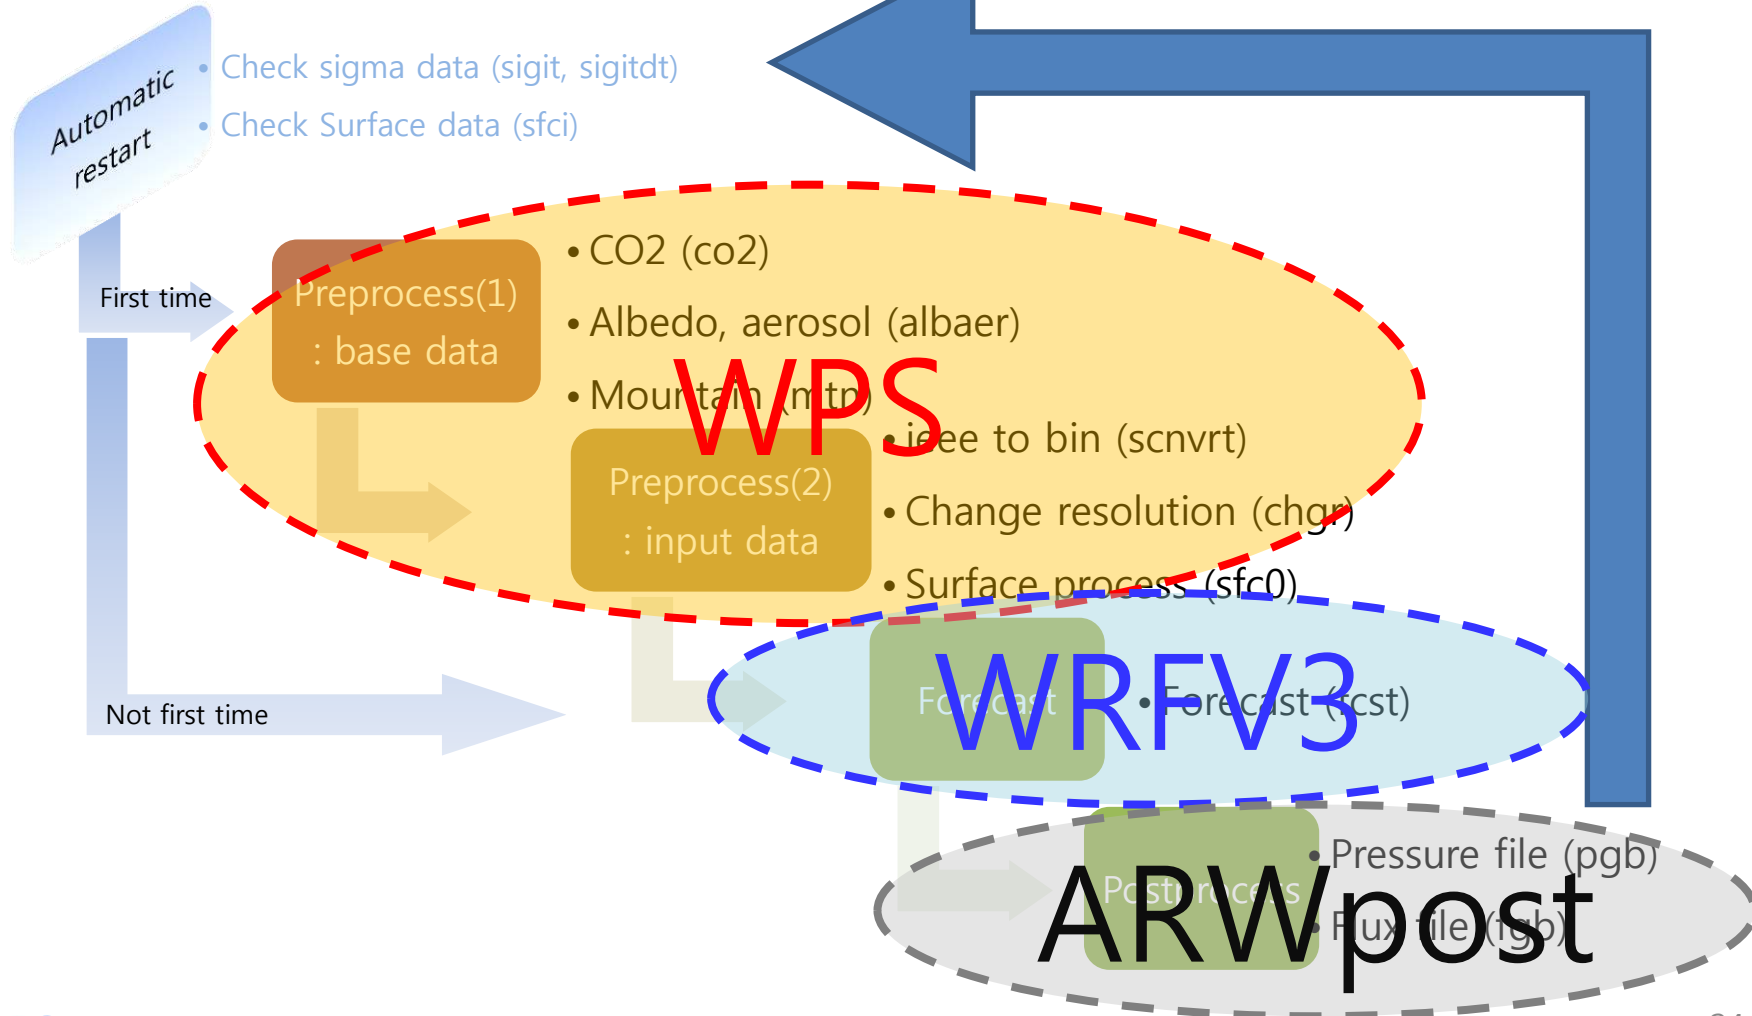 Automatic
restart
• Check sigma data (sigit, sigitdt)
• Check Surface data (sfci)
First time
Preprocess(1)
: base data
• CO2 (co2)
• Albedo, aerosol (albaer)
• Mountain (mtn)
WPS
Preprocess(2)
: input data
• ieee to bin (scnvrt)
• Change resolution (chgr)
• Surface process (sfc0)
Not first time
Forecast
• Forecast (fcst)
WRFV3
Postprocess
• Pressure file (pgb)
• Flux file (fgb)
ARWpost